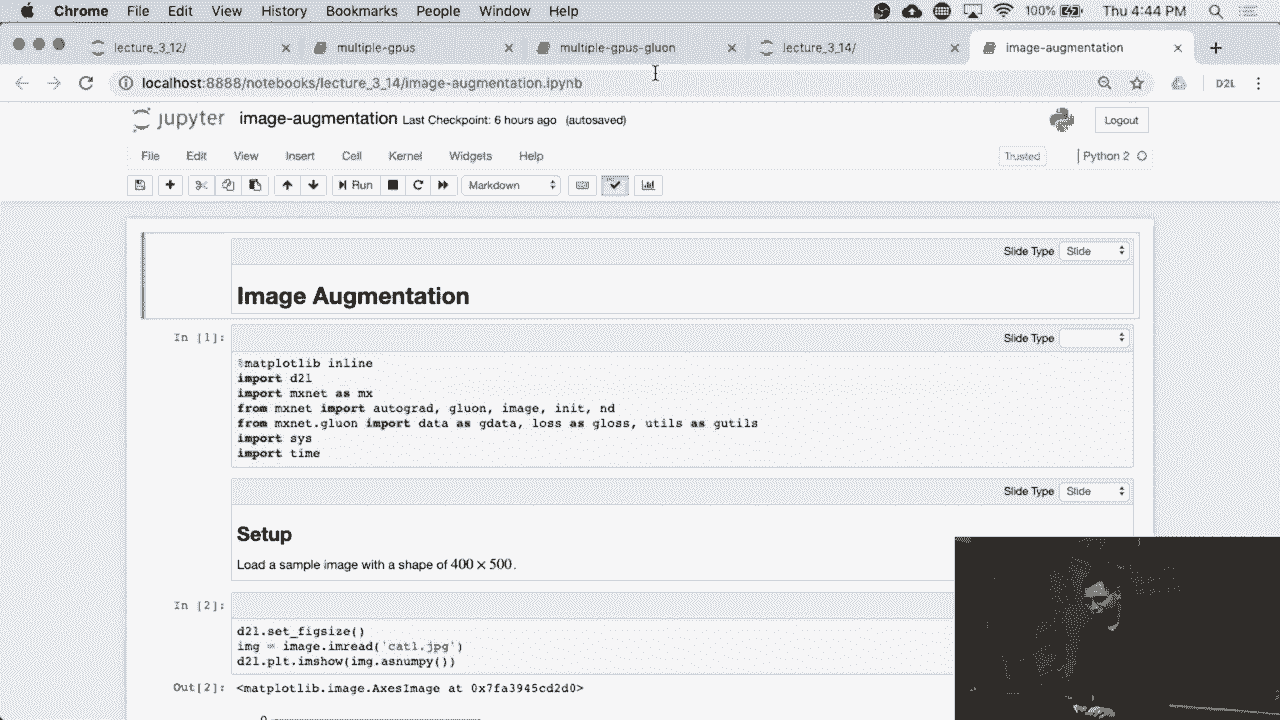 Chrome File Edit View History Bookmarks People Window Help 100% Thu 4:44 PM
lecture_3_12/ multiple-gpus multiple-gpus-gluon lecture_3_14/ image-augmentation
localhost:8888/notebooks/lecture_3_14/image-augmentation.ipynb D2L
jupyter image-augmentation Last Checkpoint: 6 hours ago (autosaved) Logout
File Edit View Insert Cell Kernel Widgets Help Trusted Python 2
Run Markdown
Slide Type Slide
Image Augmentation
In [1]:
Slide Type
%matplotlib inline
import d2l
import mxnet as mx
from mxnet import autograd, gluon, image, init, nd
from mxnet.gluon import data as gdata, loss as gloss, utils as gutils
import sys
import time
Slide Type Slide
Setup
Load a sample image with a shape of 400 × 500.
In [2]:
d2l.set_figsize()
img = image.imread('cat1.jpg')
d2l.plt.imshow(img.asnumpy())
Out[2]: <matplotlib.image.AxesImage at 0x7fa3945cd2d0>
0